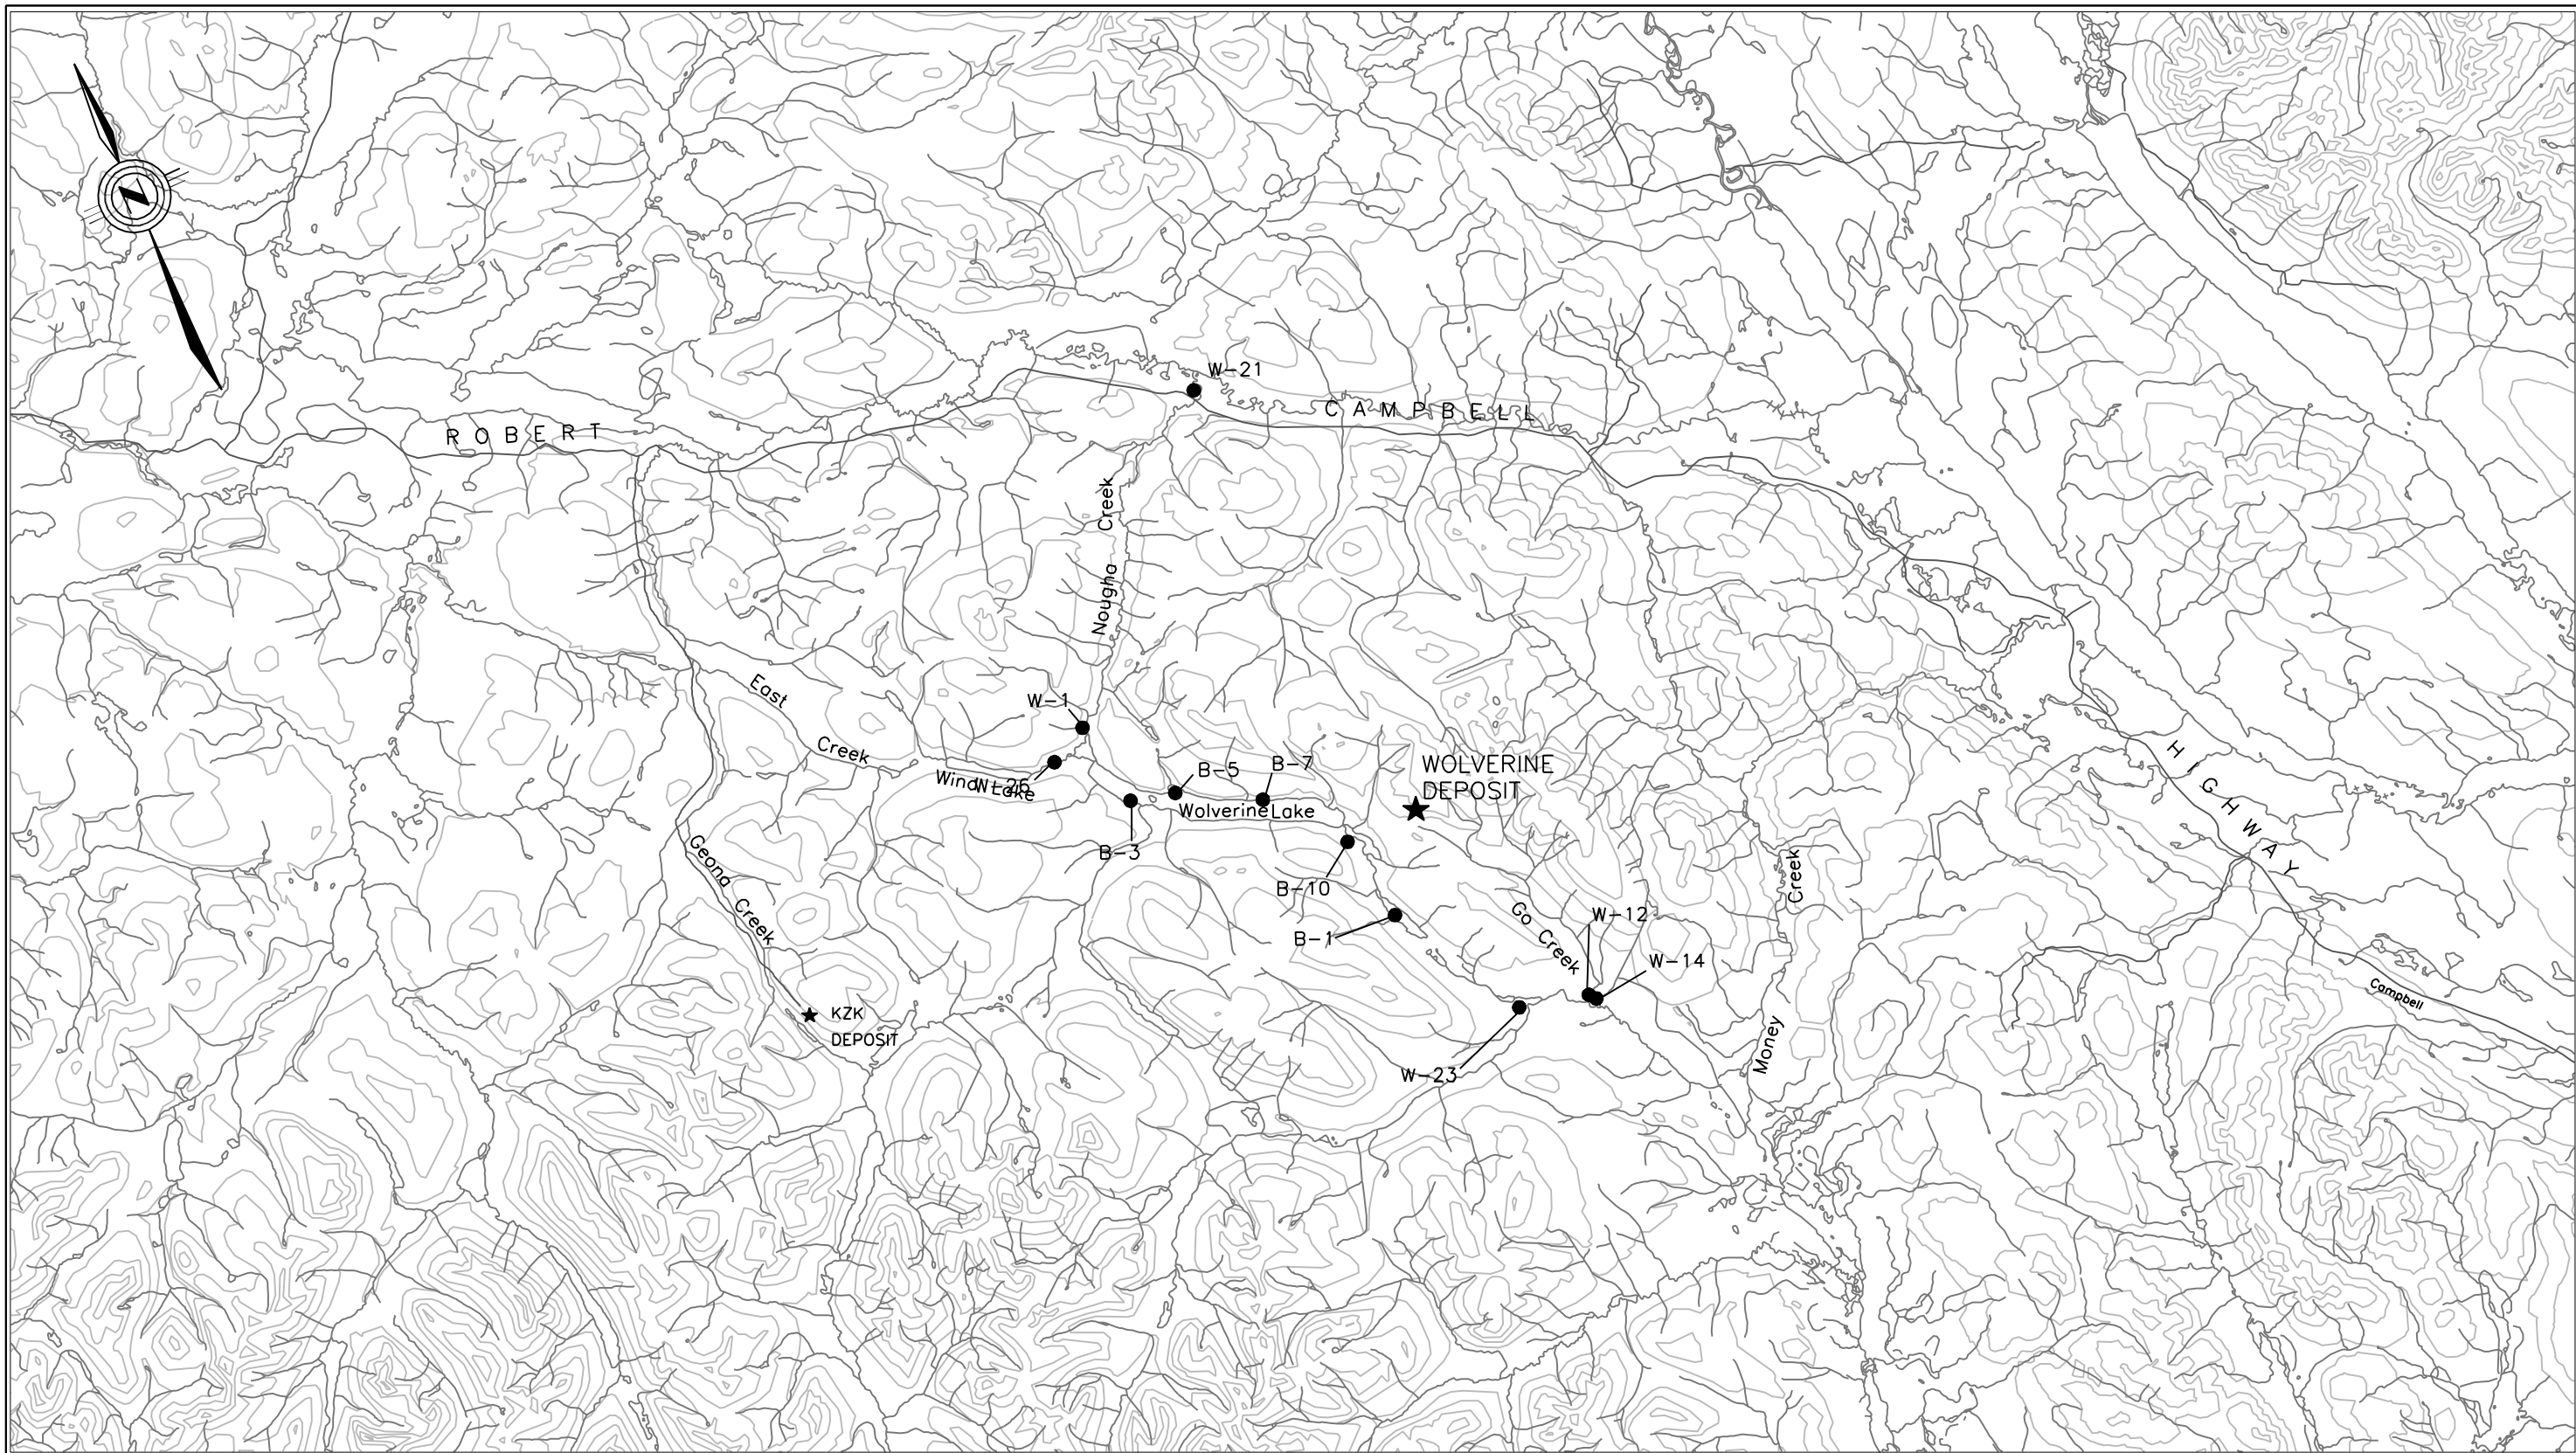 N
W-21
ROBERT
CAMPBELL
HIGHWAY
Nougha Creek
East Creek
W-1
Wind Lake
W-26
B-5
B-7
WOLVERINE
DEPOSIT
Wolverine Lake
B-3
B-10
B-1
Geona Creek
Go Creek
W-12
W-14
Money Creek
Campbell
KZK
DEPOSIT
W-23